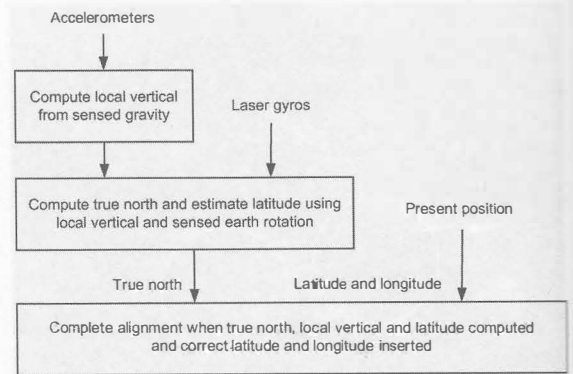 Accelerometers
Compute local vertical
from sensed gravity
Laser gyros
Compute true north and estimate latitude using
local vertical and sensed earth rotation
Present position
True north
Latitude and longitude
Complete alignment when true north, local vertical and latitude computed
and correct latitude and longitude inserted